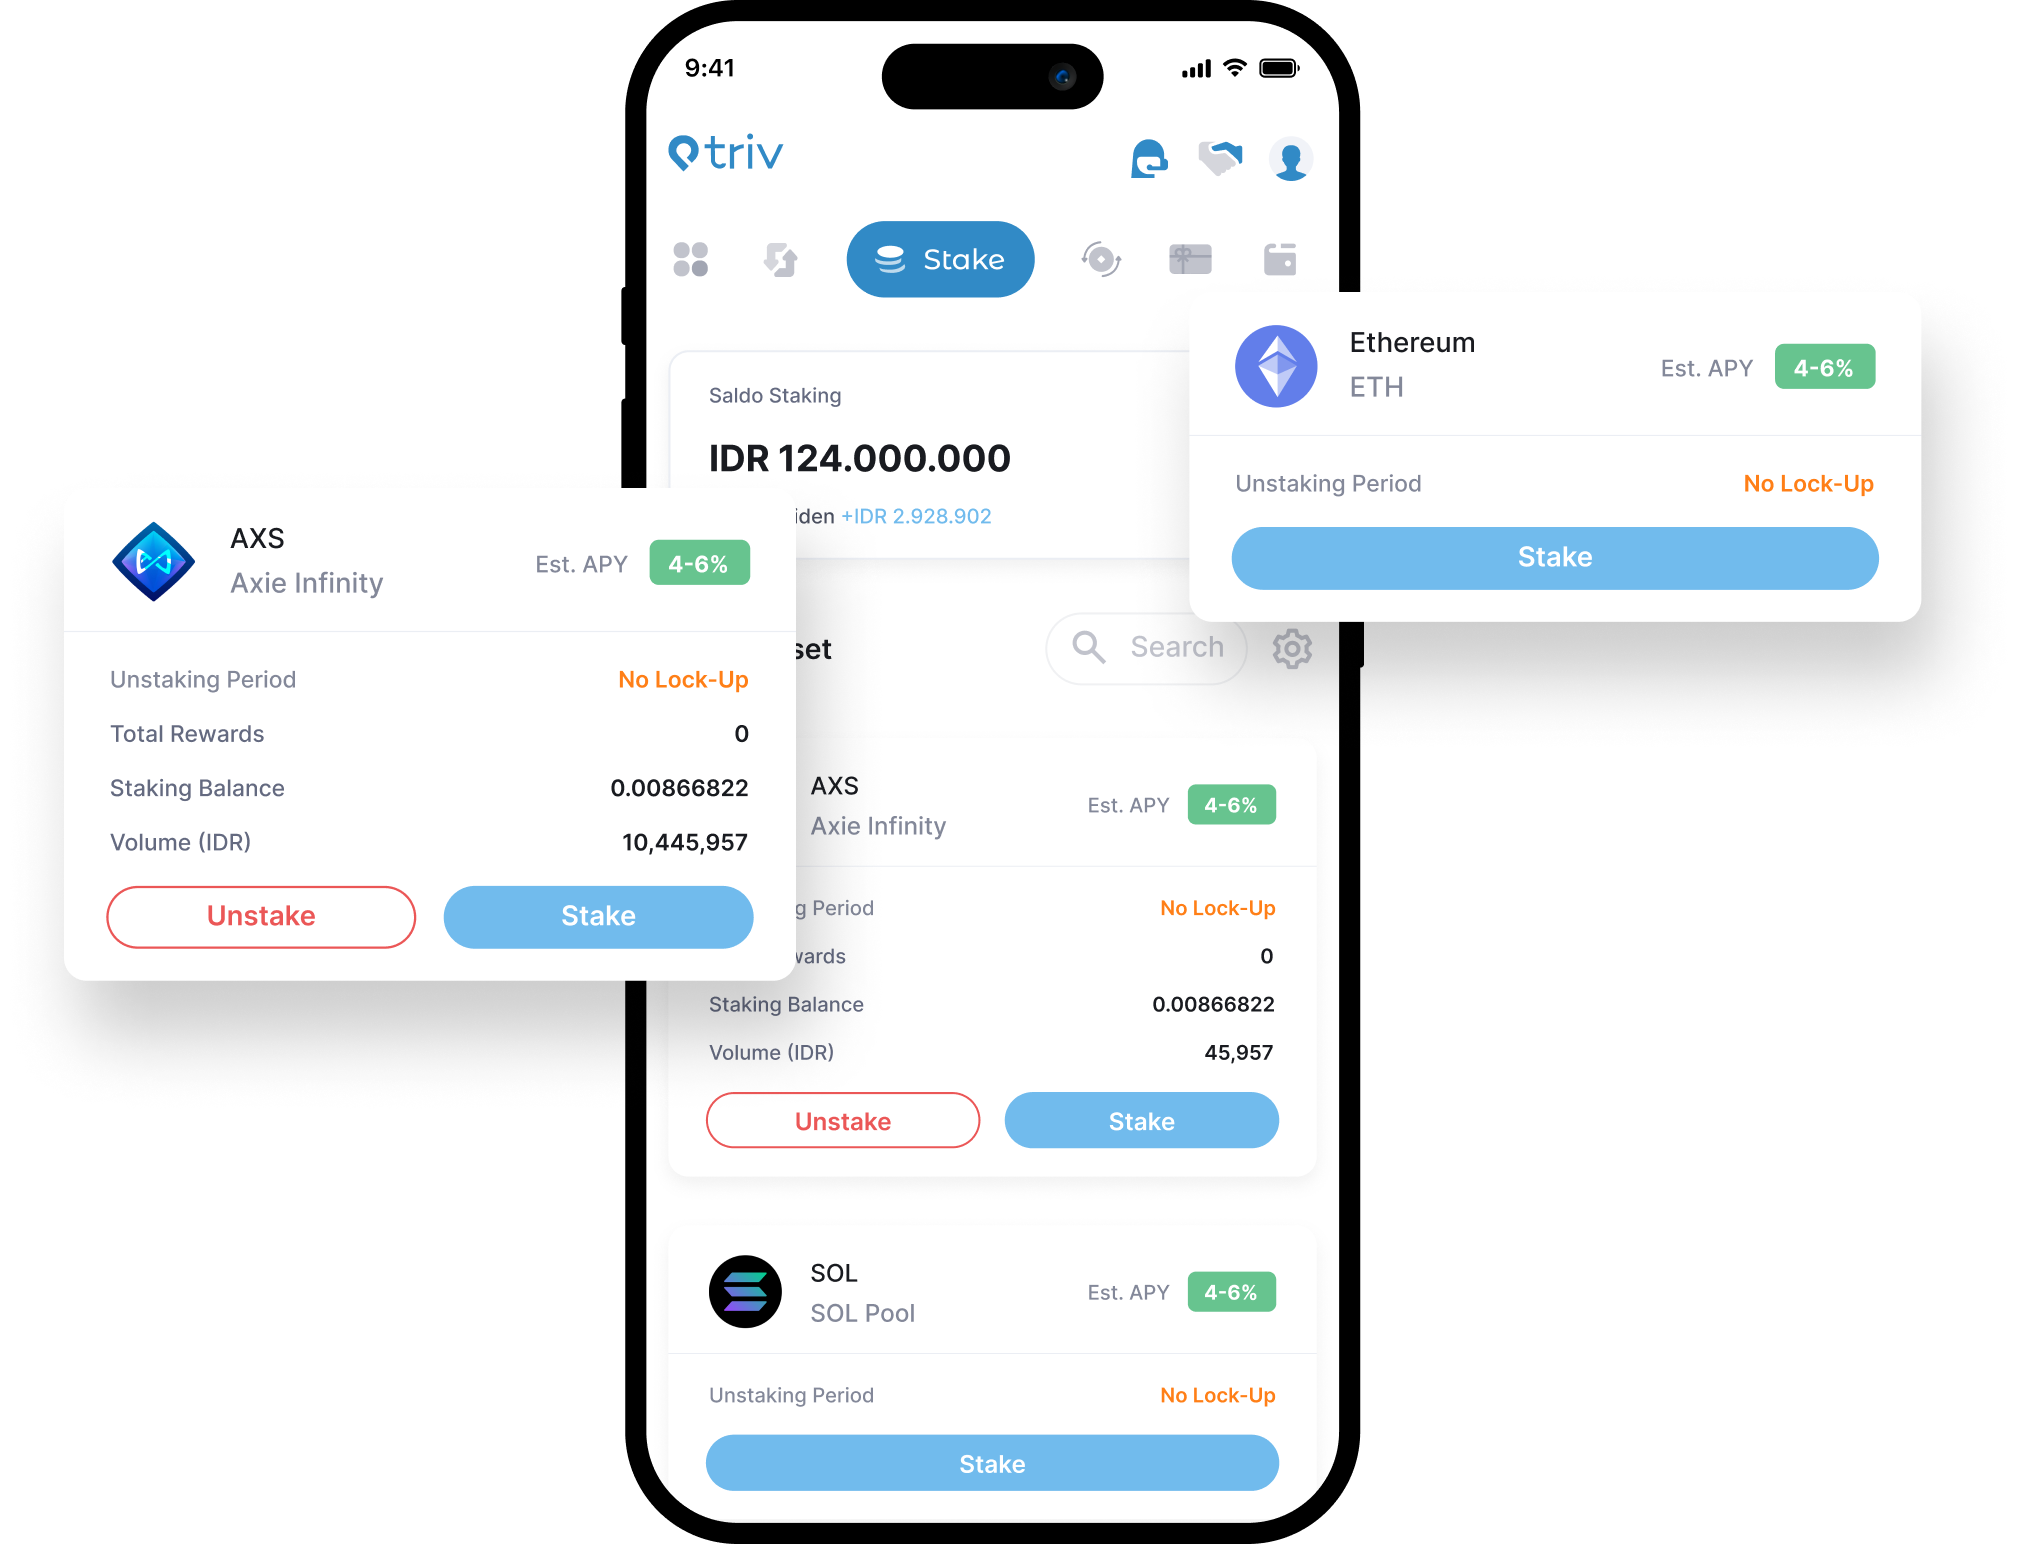 9:41
triv
Stake
Saldo Staking
IDR 124.000.000
+IDR 2.928.902
Ethereum
ETH
Est. APY 4-6%
Unstaking Period No Lock-Up
Stake
AXS
Axie Infinity
Est. APY 4-6%
Unstaking Period No Lock-Up
Total Rewards 0
Staking Balance 0.00866822
Volume (IDR) 10,445,957
Unstake Stake
Search
AXS
Axie Infinity
Est. APY 4-6%
Period No Lock-Up
0
Staking Balance 0.00866822
Volume (IDR) 45,957
Unstake Stake
SOL
SOL Pool
Est. APY 4-6%
Unstaking Period No Lock-Up
Stake